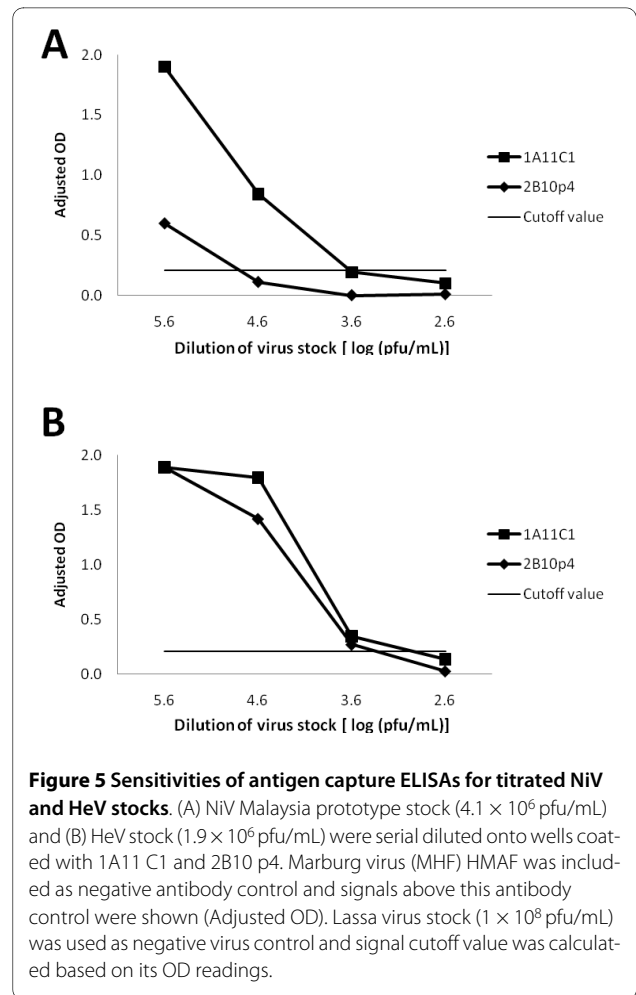 A
2.0
1.5
1.0
0.5
0.0
Adjusted OD
1A11C1
2B10p4
Cutoff value
5.6 4.6 3.6 2.6
Dilution of virus stock [ log (pfu/mL)]
B
2.0
1.5
1.0
0.5
0.0
Adjusted OD
1A11C1
2B10p4
Cutoff value
5.6 4.6 3.6 2.6
Dilution of virus stock [ log (pfu/mL)]
Figure 5 Sensitivities of antigen capture ELISAs for titrated NiV
and HeV stocks. (A) NiV Malaysia prototype stock (4.1 × 10⁶ pfu/mL)
and (B) HeV stock (1.9 × 10⁶ pfu/mL) were serial diluted onto wells coat-
ed with 1A11 C1 and 2B10 p4. Marburg virus (MHF) HMAF was includ-
ed as negative antibody control and signals above this antibody
control were shown (Adjusted OD). Lassa virus stock (1 × 10⁸ pfu/mL)
was used as negative virus control and signal cutoff value was calculat-
ed based on its OD readings.